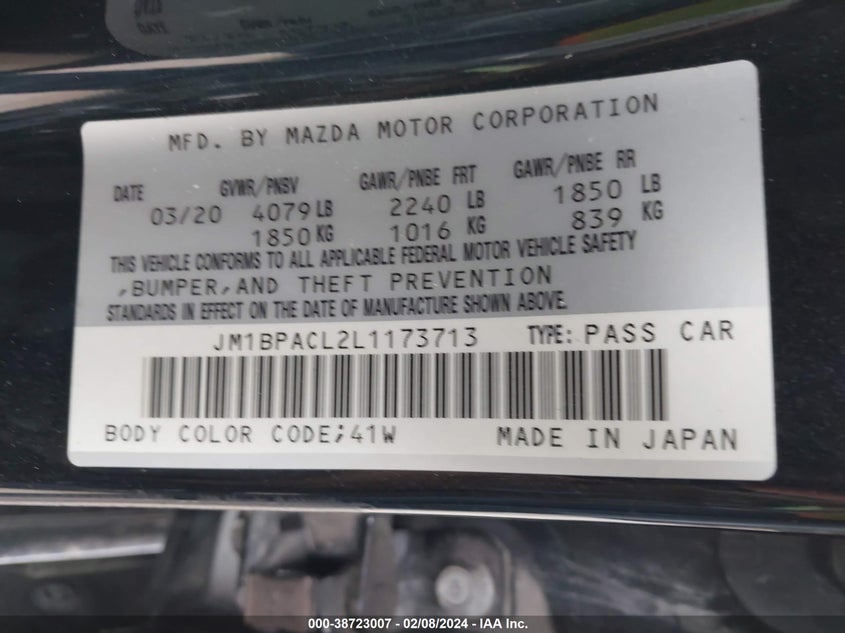 MFD. BY MAZDA MOTOR CORPORATION
DATE GVWR/PNBV GAWR/PNBE FRT GAWR/PNBE RR
03/20 4079 LB 2240 LB 1850 LB
1850 KG 1016 KG 839 KG
THIS VEHICLE CONFORMS TO ALL APPLICABLE FEDERAL MOTOR VEHICLE SAFETY
,BUMPER,AND THEFT PREVENTION
STANDARDS IN EFFECT ON THE DATE OF MANUFACTURE SHOWN ABOVE.
JM1BPACL2L1173713 TYPE: PASS CAR
BODY COLOR CODE;41W MADE IN JAPAN
000-38723007 - 02/08/2024 - IAA Inc.